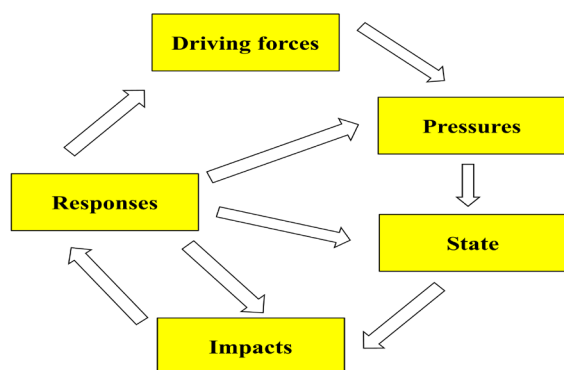 Driving forces
Pressures
Responses
State
Impacts